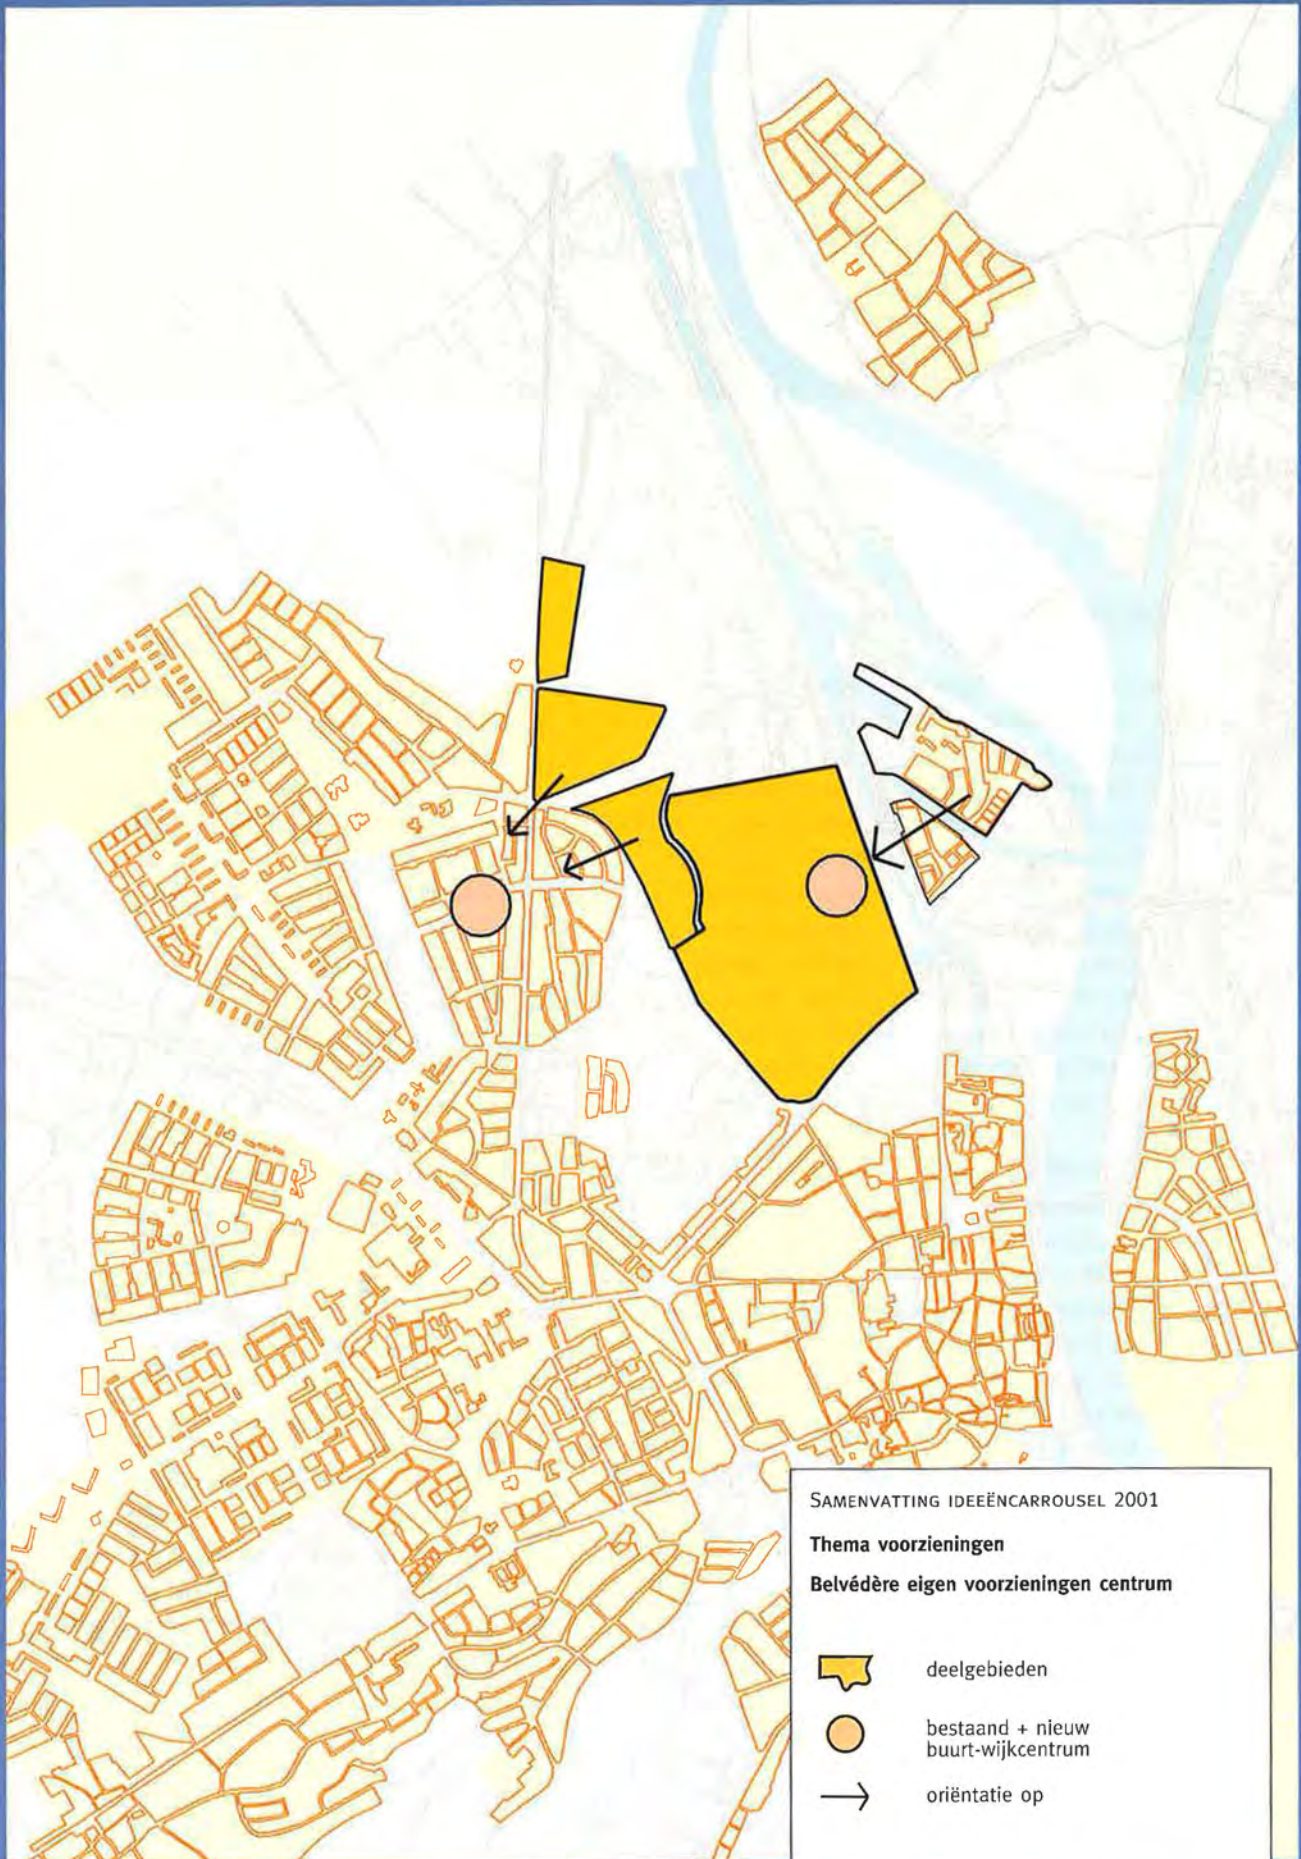 SAMENVATTING IDEEËNCARROUSEL 2001
Thema voorzieningen
Belvédère eigen voorzieningen centrum
deelgebieden
bestaand + nieuw
buurt-wijkcentrum
oriëntatie op